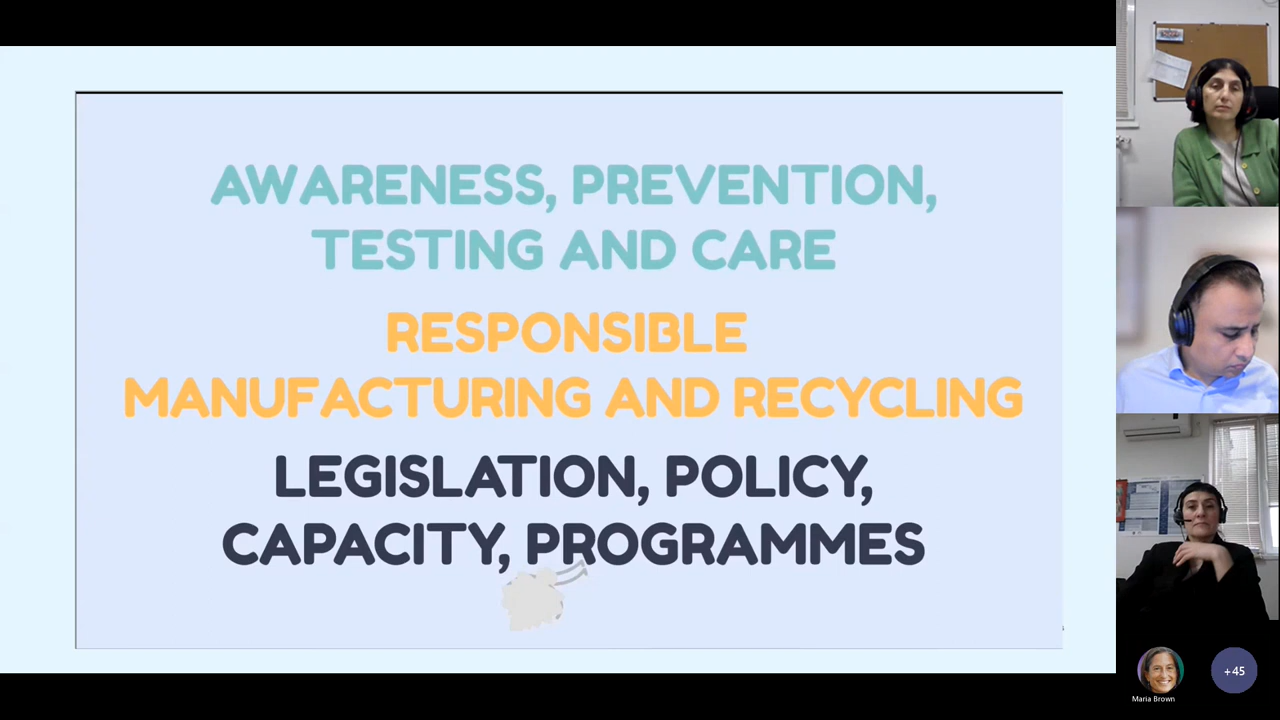 AWARENESS, PREVENTION,
TESTING AND CARE
RESPONSIBLE
MANUFACTURING AND RECYCLING
LEGISLATION, POLICY,
CAPACITY, PROGRAMMES
Maria Brown
+45